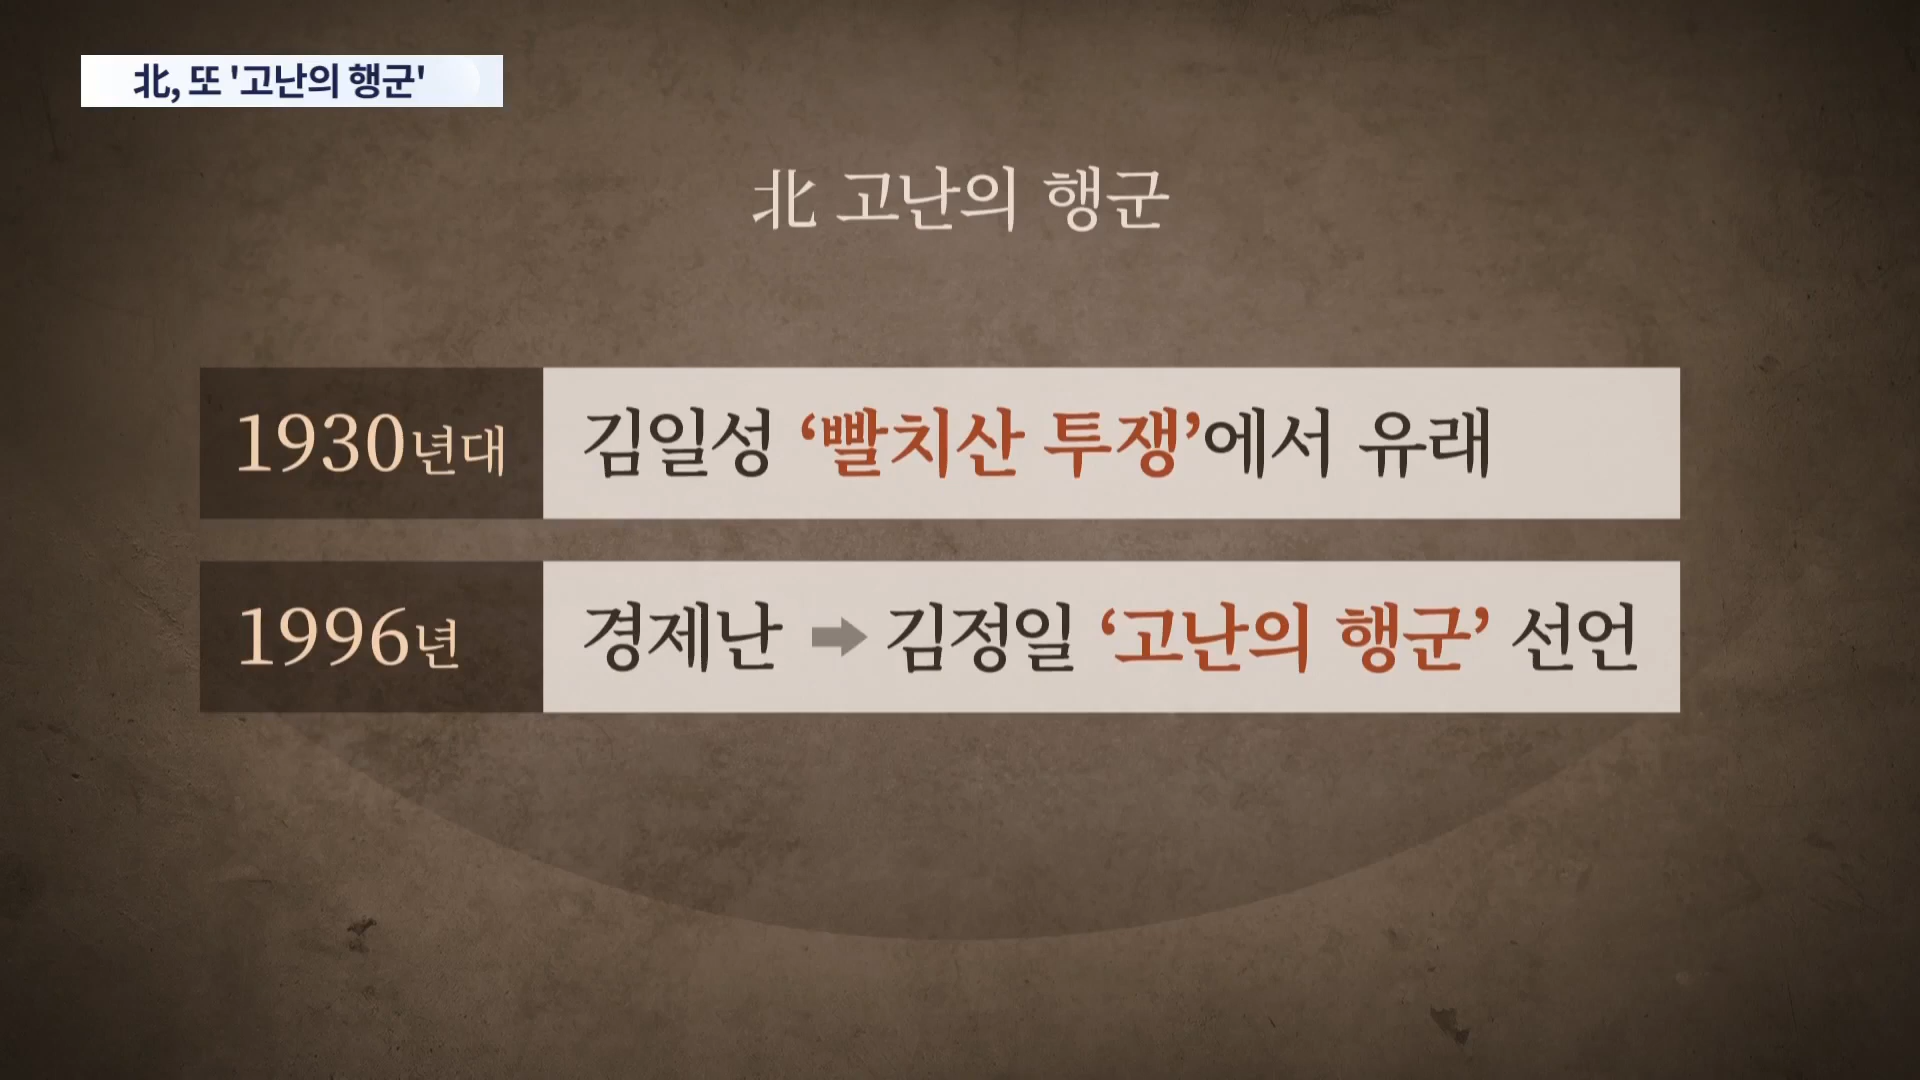 北, 또 '고난의 행군'
北 고난의 행군
1930년대 김일성 ‘빨치산 투쟁’에서 유래
1996년 경제난 ➡ 김정일 ‘고난의 행군’ 선언